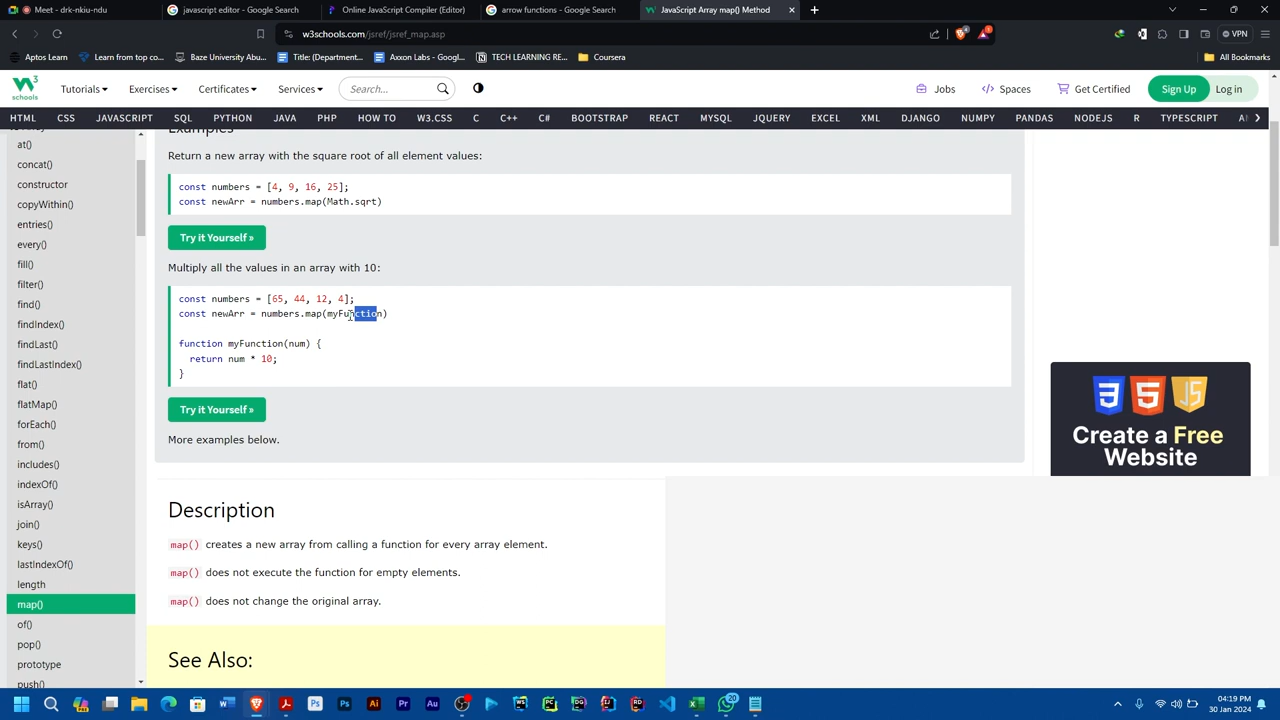 Meet - drk-nkiu-ndu
javascript editor - Google Search
Online JavaScript Compiler (Editor)
arrow functions - Google Search
JavaScript Array map() Method
w3schools.com/jsref/jsref_map.asp
VPN
Aptos Learn
Learn from top co...
Baze University Abu...
Title: (Department...
Axxon Labs - Googl...
TECH LEARNING RE...
Coursera
All Bookmarks
W3 schools
Tutorials
Exercises
Certificates
Services
Search...
Jobs
Spaces
Get Certified
Sign Up
Log in
HTML CSS JAVASCRIPT SQL PYTHON JAVA PHP HOW TO W3.CSS C C++ C# BOOTSTRAP REACT MYSQL JQUERY EXCEL XML DJANGO NUMPY PANDAS NODEJS R TYPESCRIPT
at()
concat()
constructor
copyWithin()
entries()
every()
fill()
filter()
find()
findIndex()
findLast()
findLastIndex()
flat()
flatMap()
forEach()
from()
includes()
indexOf()
isArray()
join()
keys()
lastIndexOf()
length
map()
of()
pop()
prototype
push()
Examples
Return a new array with the square root of all element values:
const numbers = [4, 9, 16, 25];
const newArr = numbers.map(Math.sqrt)
Try it Yourself »
Multiply all the values in an array with 10:
const numbers = [65, 44, 12, 4];
const newArr = numbers.map(myFunction)
function myFunction(num) {
return num * 10;
}
Try it Yourself »
More examples below.
Description
map() creates a new array from calling a function for every array element.
map() does not execute the function for empty elements.
map() does not change the original array.
See Also:
Create a Free
Website
20
04:19 PM
30 Jan 2024